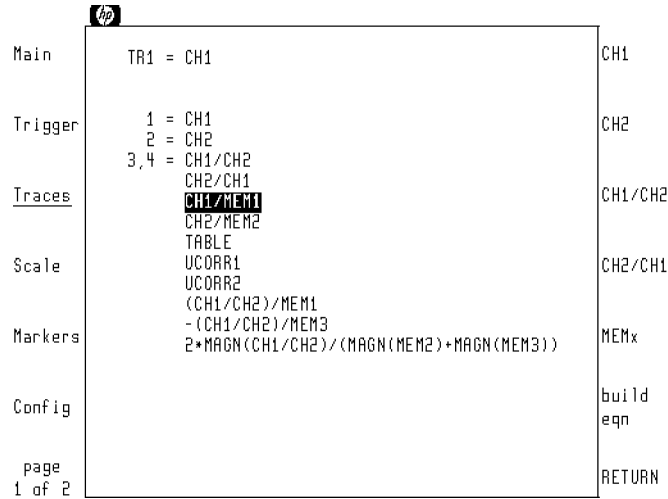 hp
Main
Trigger
Traces
Scale
Markers
Config
page
1 of 2
TR1 = CH1
1 = CH1
2 = CH2
3,4 = CH1/CH2
CH2/CH1
CH1/MEM1
CH2/MEM2
TABLE
UCORR1
UCORR2
(CH1/CH2)/MEM1
-(CH1/CH2)/MEM3
2*MAGN(CH1/CH2)/(MAGN(MEM2)+MAGN(MEM3))
CH1
CH2
CH1/CH2
CH2/CH1
MEMx
build
eqn
RETURN